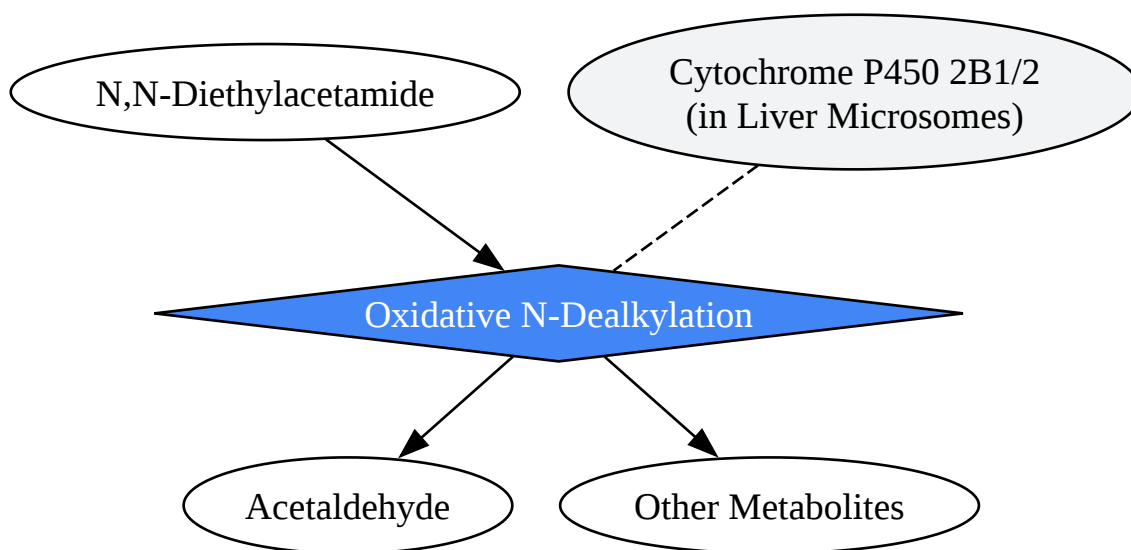 N,N-Diethylacetamide
Cytochrome P450 2B1/2
(in Liver Microsomes)
Oxidative N-Dealkylation
Acetaldehyde
Other Metabolites